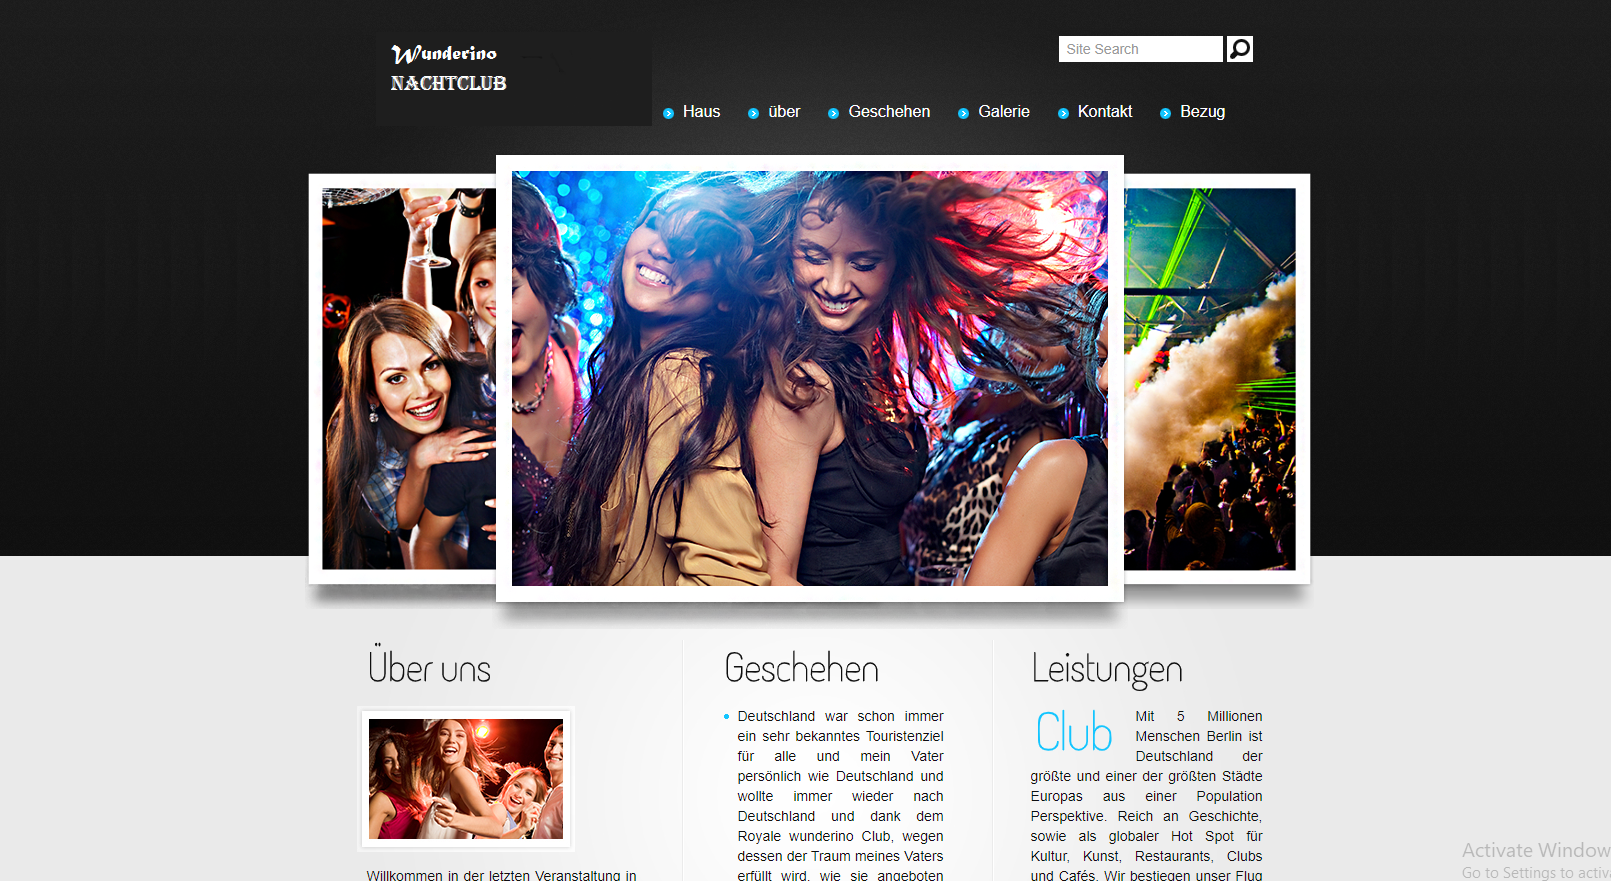 Wunderino
NACHTCLUB
Site Search
Haus
über
Geschehen
Galerie
Kontakt
Bezug
Über uns
Willkommen in der letzten Veranstaltung in
Geschehen
Deutschland war schon immer
ein sehr bekanntes Touristenziel
für alle und mein Vater
persönlich wie Deutschland und
wollte immer wieder nach
Deutschland und dank dem
Royale wunderino Club, wegen
dessen der Traum meines Vaters
erfüllt wird, wie sie angeboten
Leistungen
Club
Mit 5 Millionen
Menschen Berlin ist
Deutschland der
größte und einer der größten Städte
Europas aus einer Population
Perspektive. Reich an Geschichte,
sowie als globaler Hot Spot für
Kultur, Kunst, Restaurants, Clubs
und Cafés. Wir bestiegen unser Flug
Activate Window
Go to Settings to activa